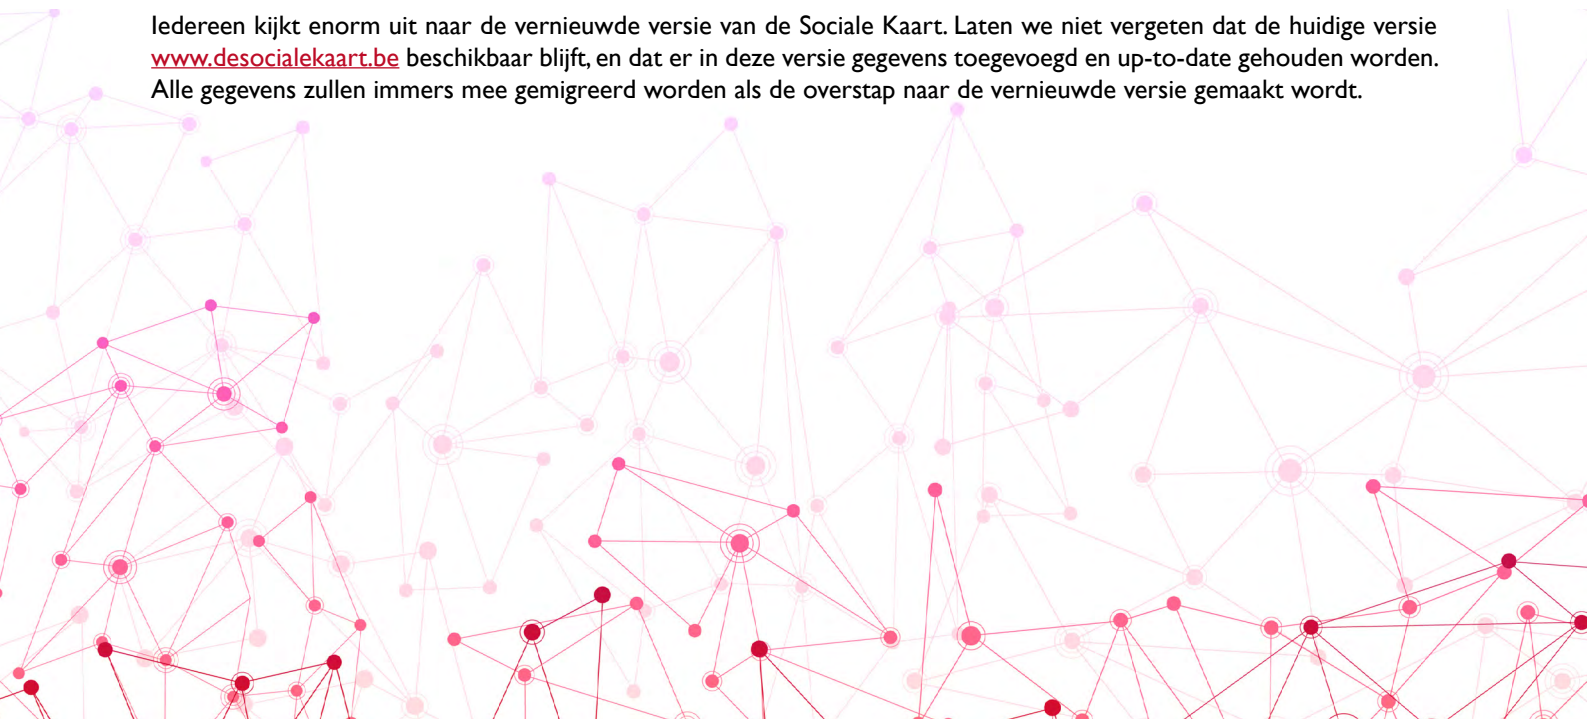 Iedereen kijkt enorm uit naar de vernieuwde versie van de Sociale Kaart. Laten we niet vergeten dat de huidige versie
www.desocialekaart.be beschikbaar blijft, en dat er in deze versie gegevens toegevoegd en up-to-date gehouden worden.
Alle gegevens zullen immers mee gemigreerd worden als de overstap naar de vernieuwde versie gemaakt wordt.